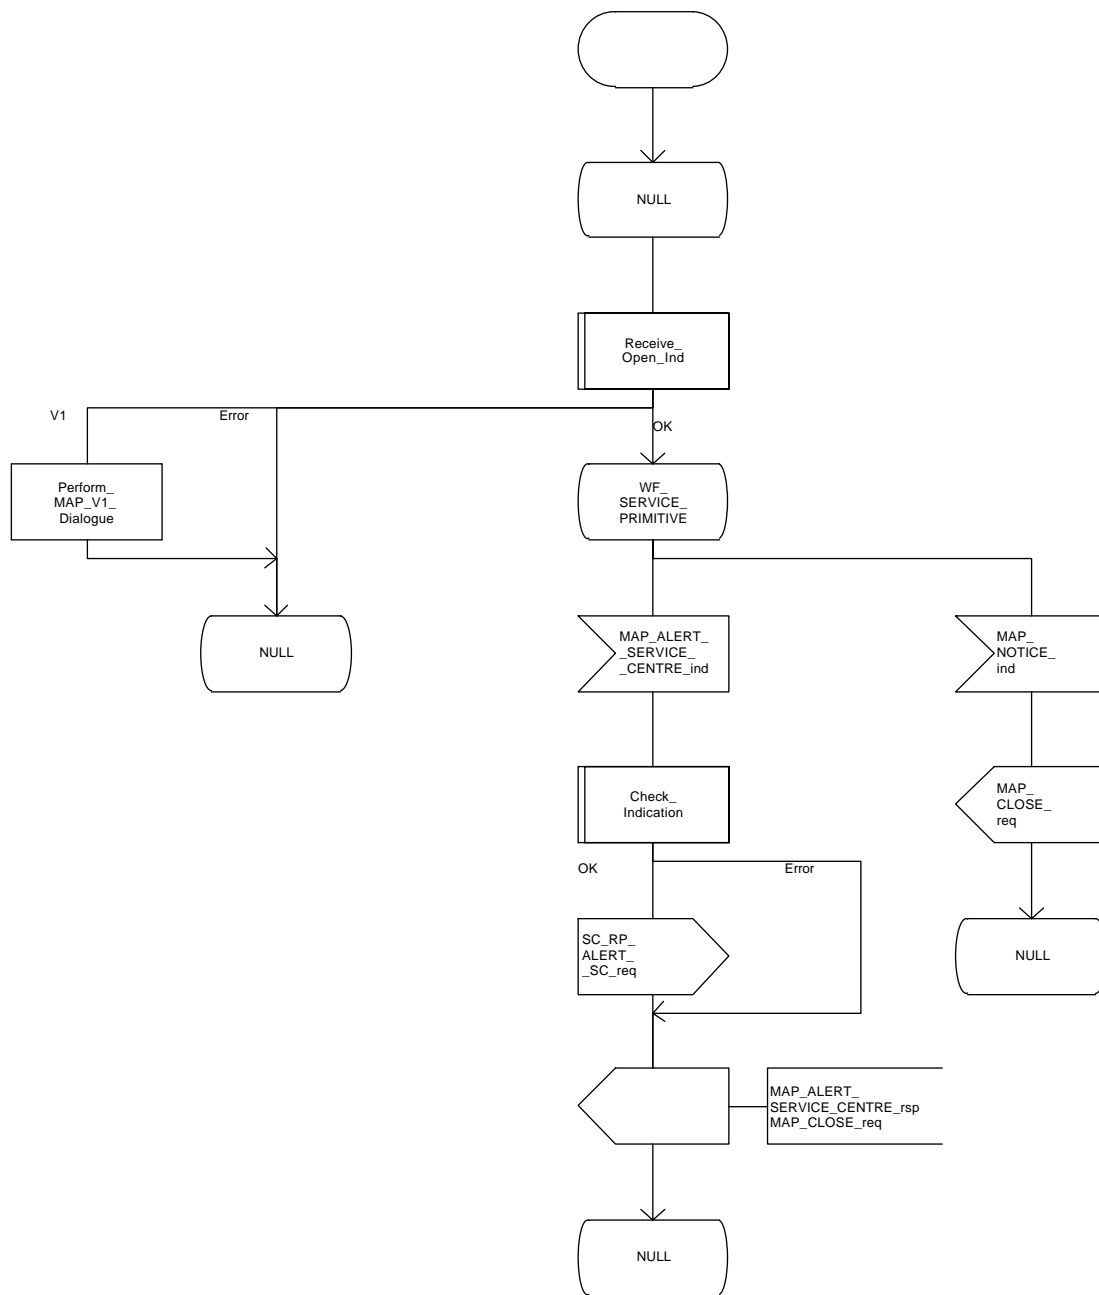 NULL
Receive_
Open_Ind
V1
Error
OK
Perform_
MAP_V1_
Dialogue
WF_
SERVICE_
PRIMITIVE
NULL
MAP_ALERT_
_SERVICE_
_CENTRE_ind
MAP_
NOTICE_
ind
Check_
Indication
MAP_
CLOSE_
req
OK
Error
SC_RP_
ALERT_
_SC_req
NULL
MAP_ALERT_
SERVICE_CENTRE_rsp
MAP_CLOSE_req
NULL